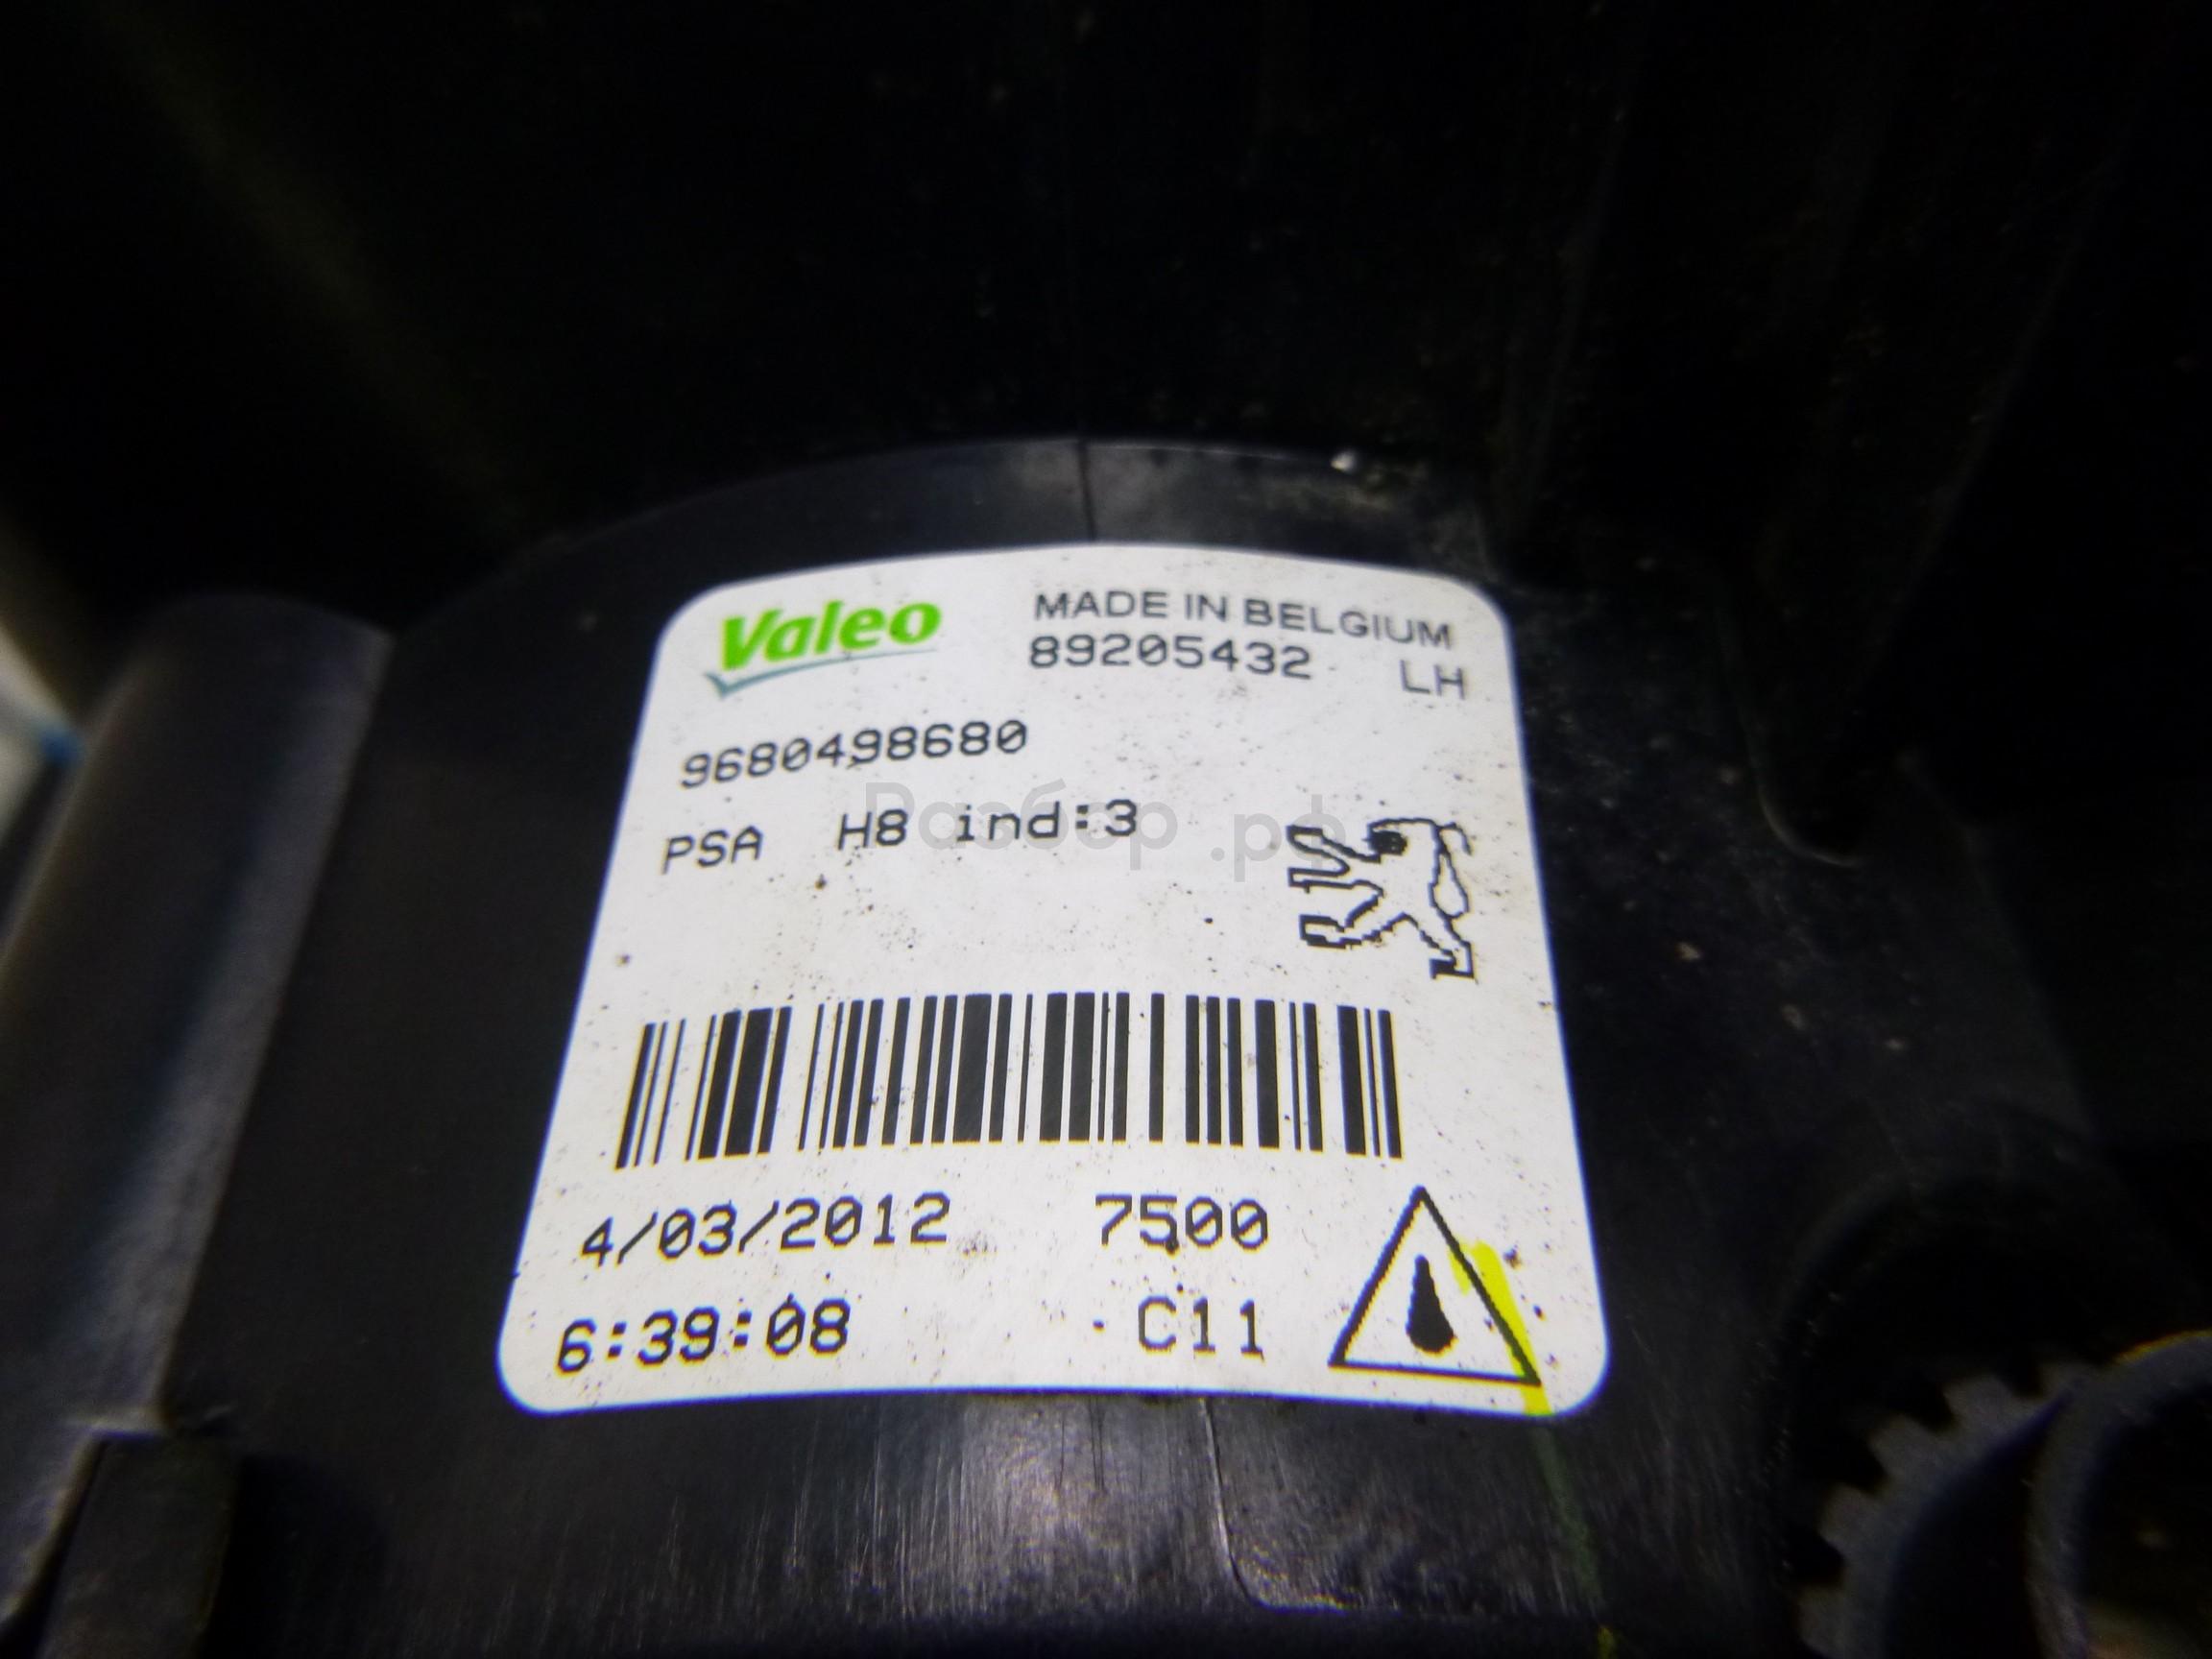 Valeo
MADE IN BELGIUM
89205432 LH
9680498680
PSA H8 ind:3
Разбор.рф
4/03/2012 7500
6:39:08 C11